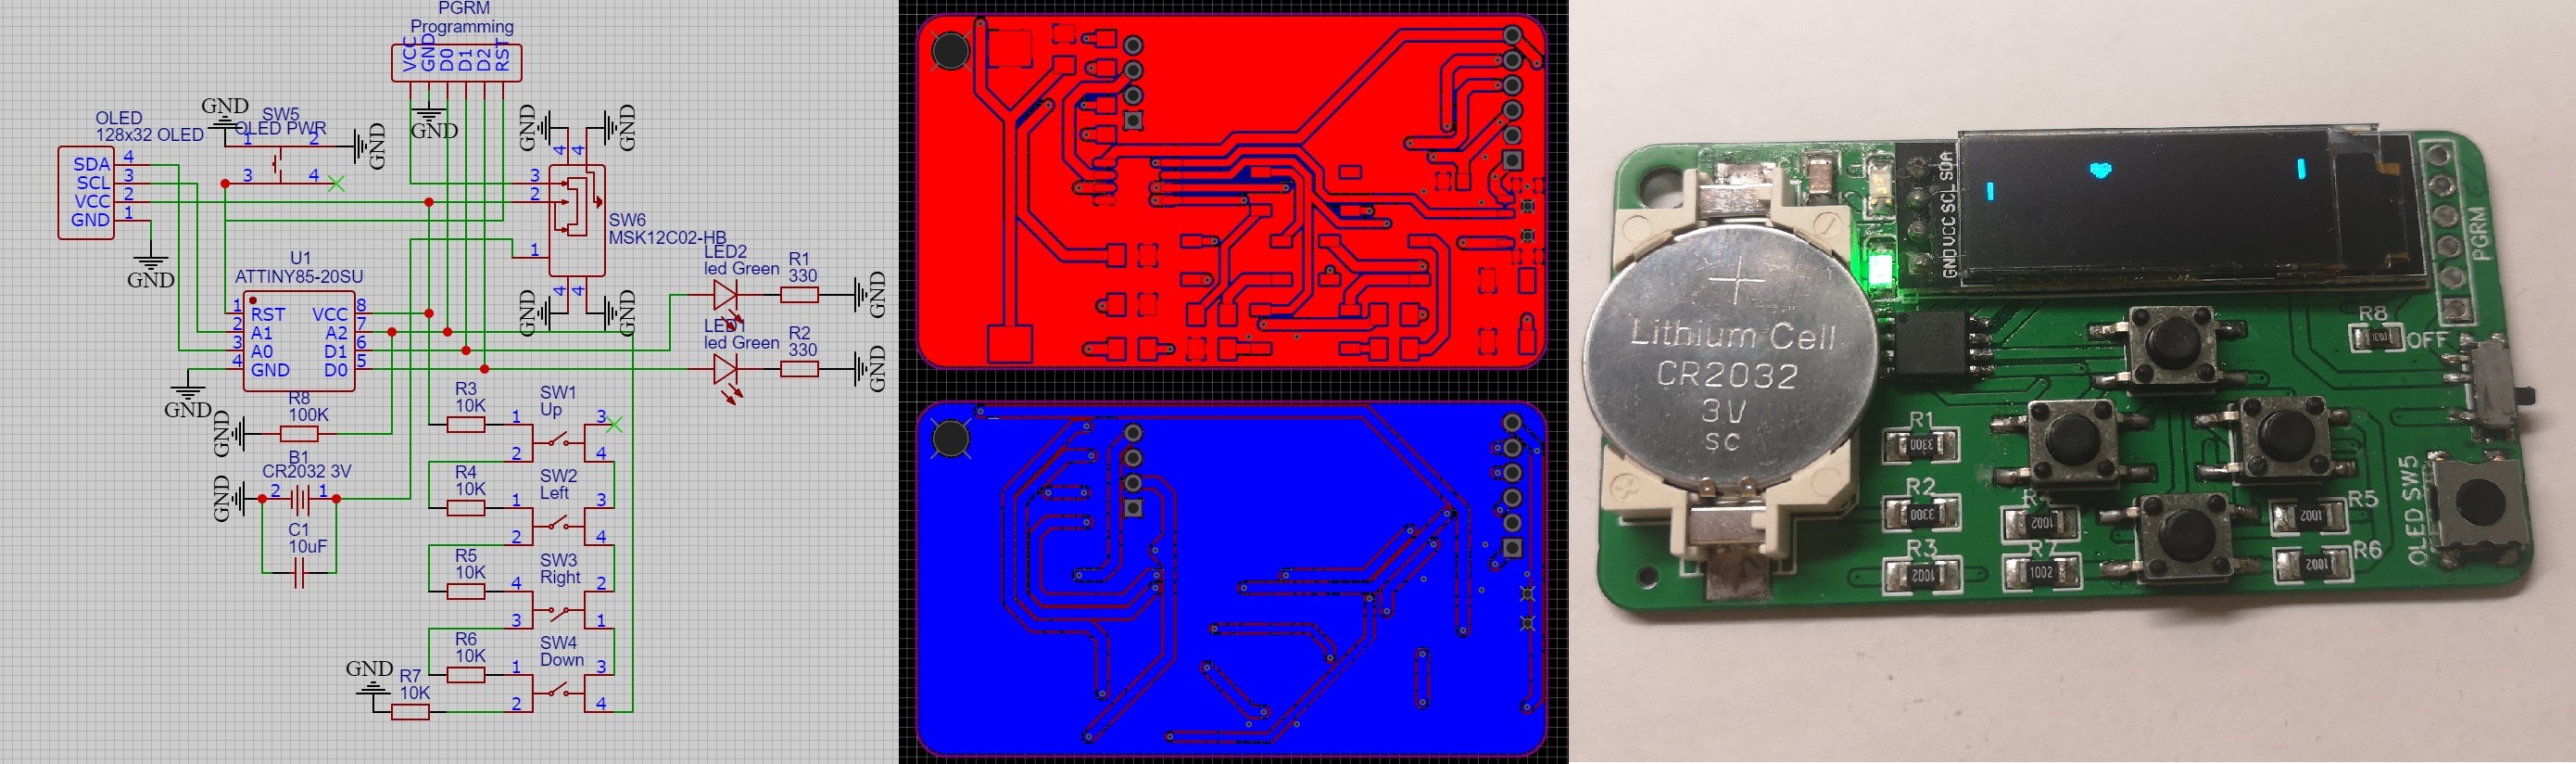 PGRM
Programming
VCC
GND
D0
D1
D2
RST
GND
GND
SW5
OLED PWR
1
2
3
4
GND
OLED
128x32 OLED
SDA 4
SCL 3
VCC 2
GND 1
GND
GND
GND
4
4
3
2
1
SW6
MSK12C02-HB
4
4
GND
GND
U1
ATTINY85-20SU
1 RST VCC 8
2 A1 A2 7
3 A0 D1 6
4 GND D0 5
GND
LED2
led Green
R1
330
GND
LED1
led Green
R2
330
GND
R8
100K
GND
B1
CR2032 3V
2
1
GND
C1
10uF
R3
10K
SW1
Up
1
3
2
4
R4
10K
SW2
Left
1
3
2
4
R5
10K
SW3
Right
4
2
3
1
R6
10K
SW4
Down
1
3
2
4
GND
R7
10K
Lithium Cell
CR2032
3V
SC
GND VCC SCL SDA
PGRM
R8
OFF
R1
3300
R2
3300
R3
1002
R4
1002
R7
1002
R5
1002
R6
1002
OLED SW5